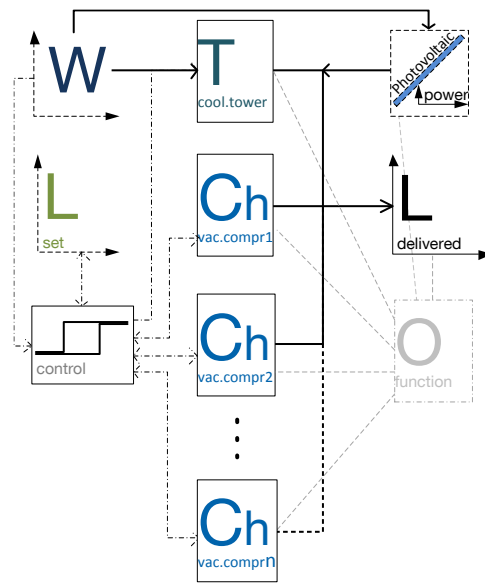 W
T
cool.tower
Photovoltaic
power
L
set
Ch
vac.compr1
L
delivered
control
Ch
vac.compr2
O
function
Ch
vac.comprn